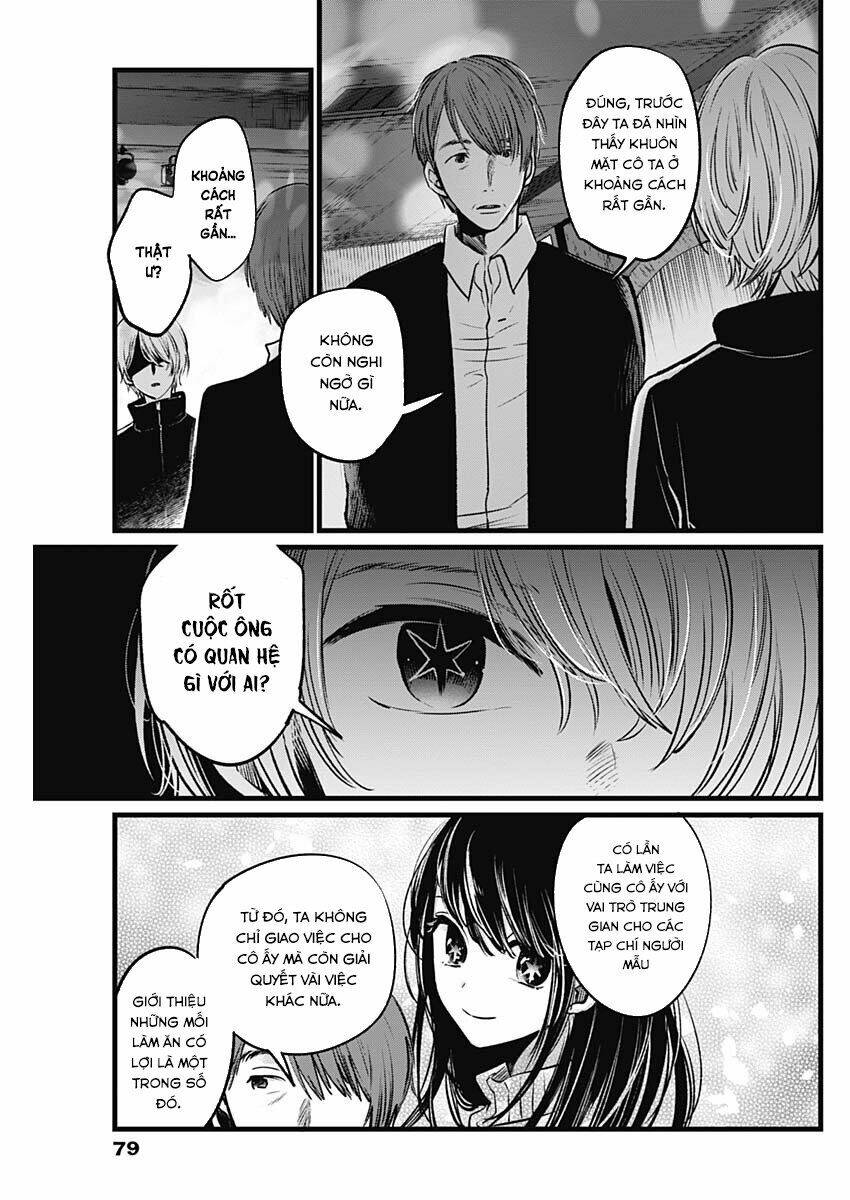 ĐÚNG, TRƯỚC
ĐÂY TA ĐÃ NHÌN
THẤY KHUÔN
MẶT CÔ TA Ở
KHOẢNG CÁCH
RẤT GẦN.
KHÔNG
CÒN NGHI
NGỜ GÌ
NỮA.
KHOẢNG
CÁCH
RẤT
GẦN...
THẬT
Ư?
RỐT
CUỘC ÔNG
CÓ QUAN HỆ
GÌ VỚI AI?
CÓ LẦN
TA LÀM VIỆC
CÙNG CÔ ẤY VỚI
VAI TRÒ TRUNG
GIAN CHO CÁC
TẠP CHÍ NGƯỜI
MẪU
TỪ ĐÓ, TA KHÔNG
CHỈ GIAO VIỆC CHO
CÔ ẤY MÀ CÒN GIẢI
QUYẾT VÀI VIỆC
KHÁC NỮA.
GIỚI THIỆU
NHỮNG MỐI
LÀM ĂN CÓ
LỢI LÀ MỘT
TRONG SỐ
ĐÓ.
79